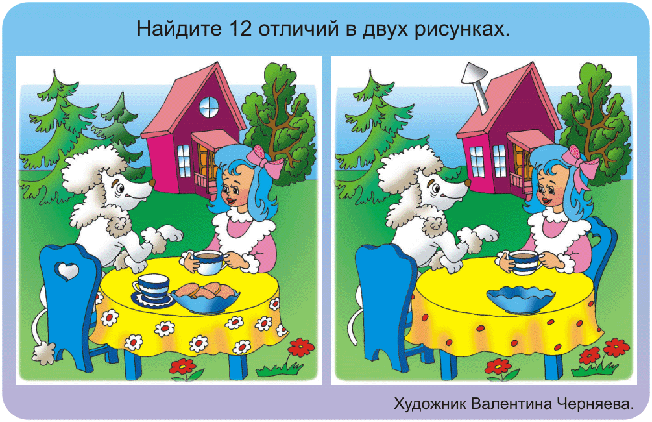 Найдите 12 отличий в двух рисунках.
Художник Валентина Черняева.